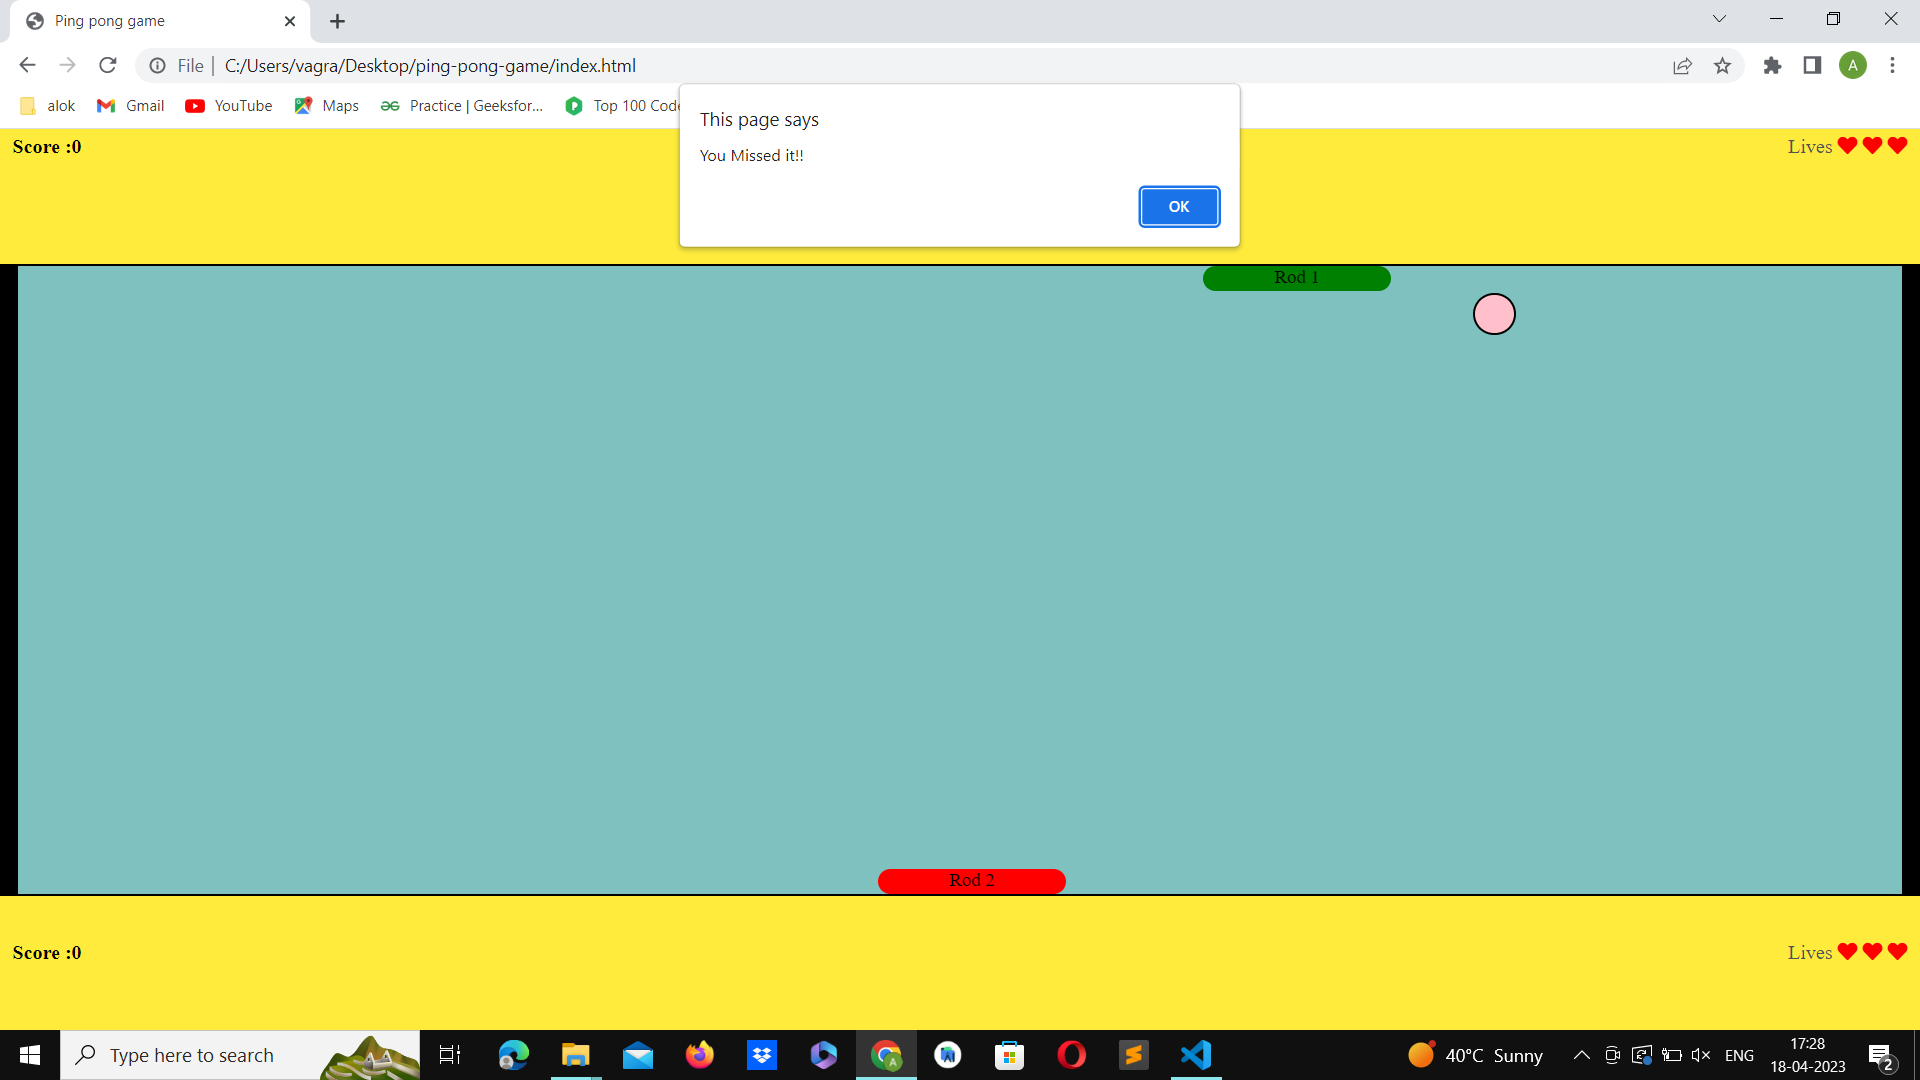 Ping pong game
File | C:/Users/vagra/Desktop/ping-pong-game/index.html
A
alok Gmail YouTube Maps Practice | Geeksfor... Top 100 Code
This page says
You Missed it!!
OK
Score :0 Lives
Rod 1
Rod 2
Score :0 Lives
Type here to search
A
40°C Sunny
ENG
17:28
18-04-2023
2